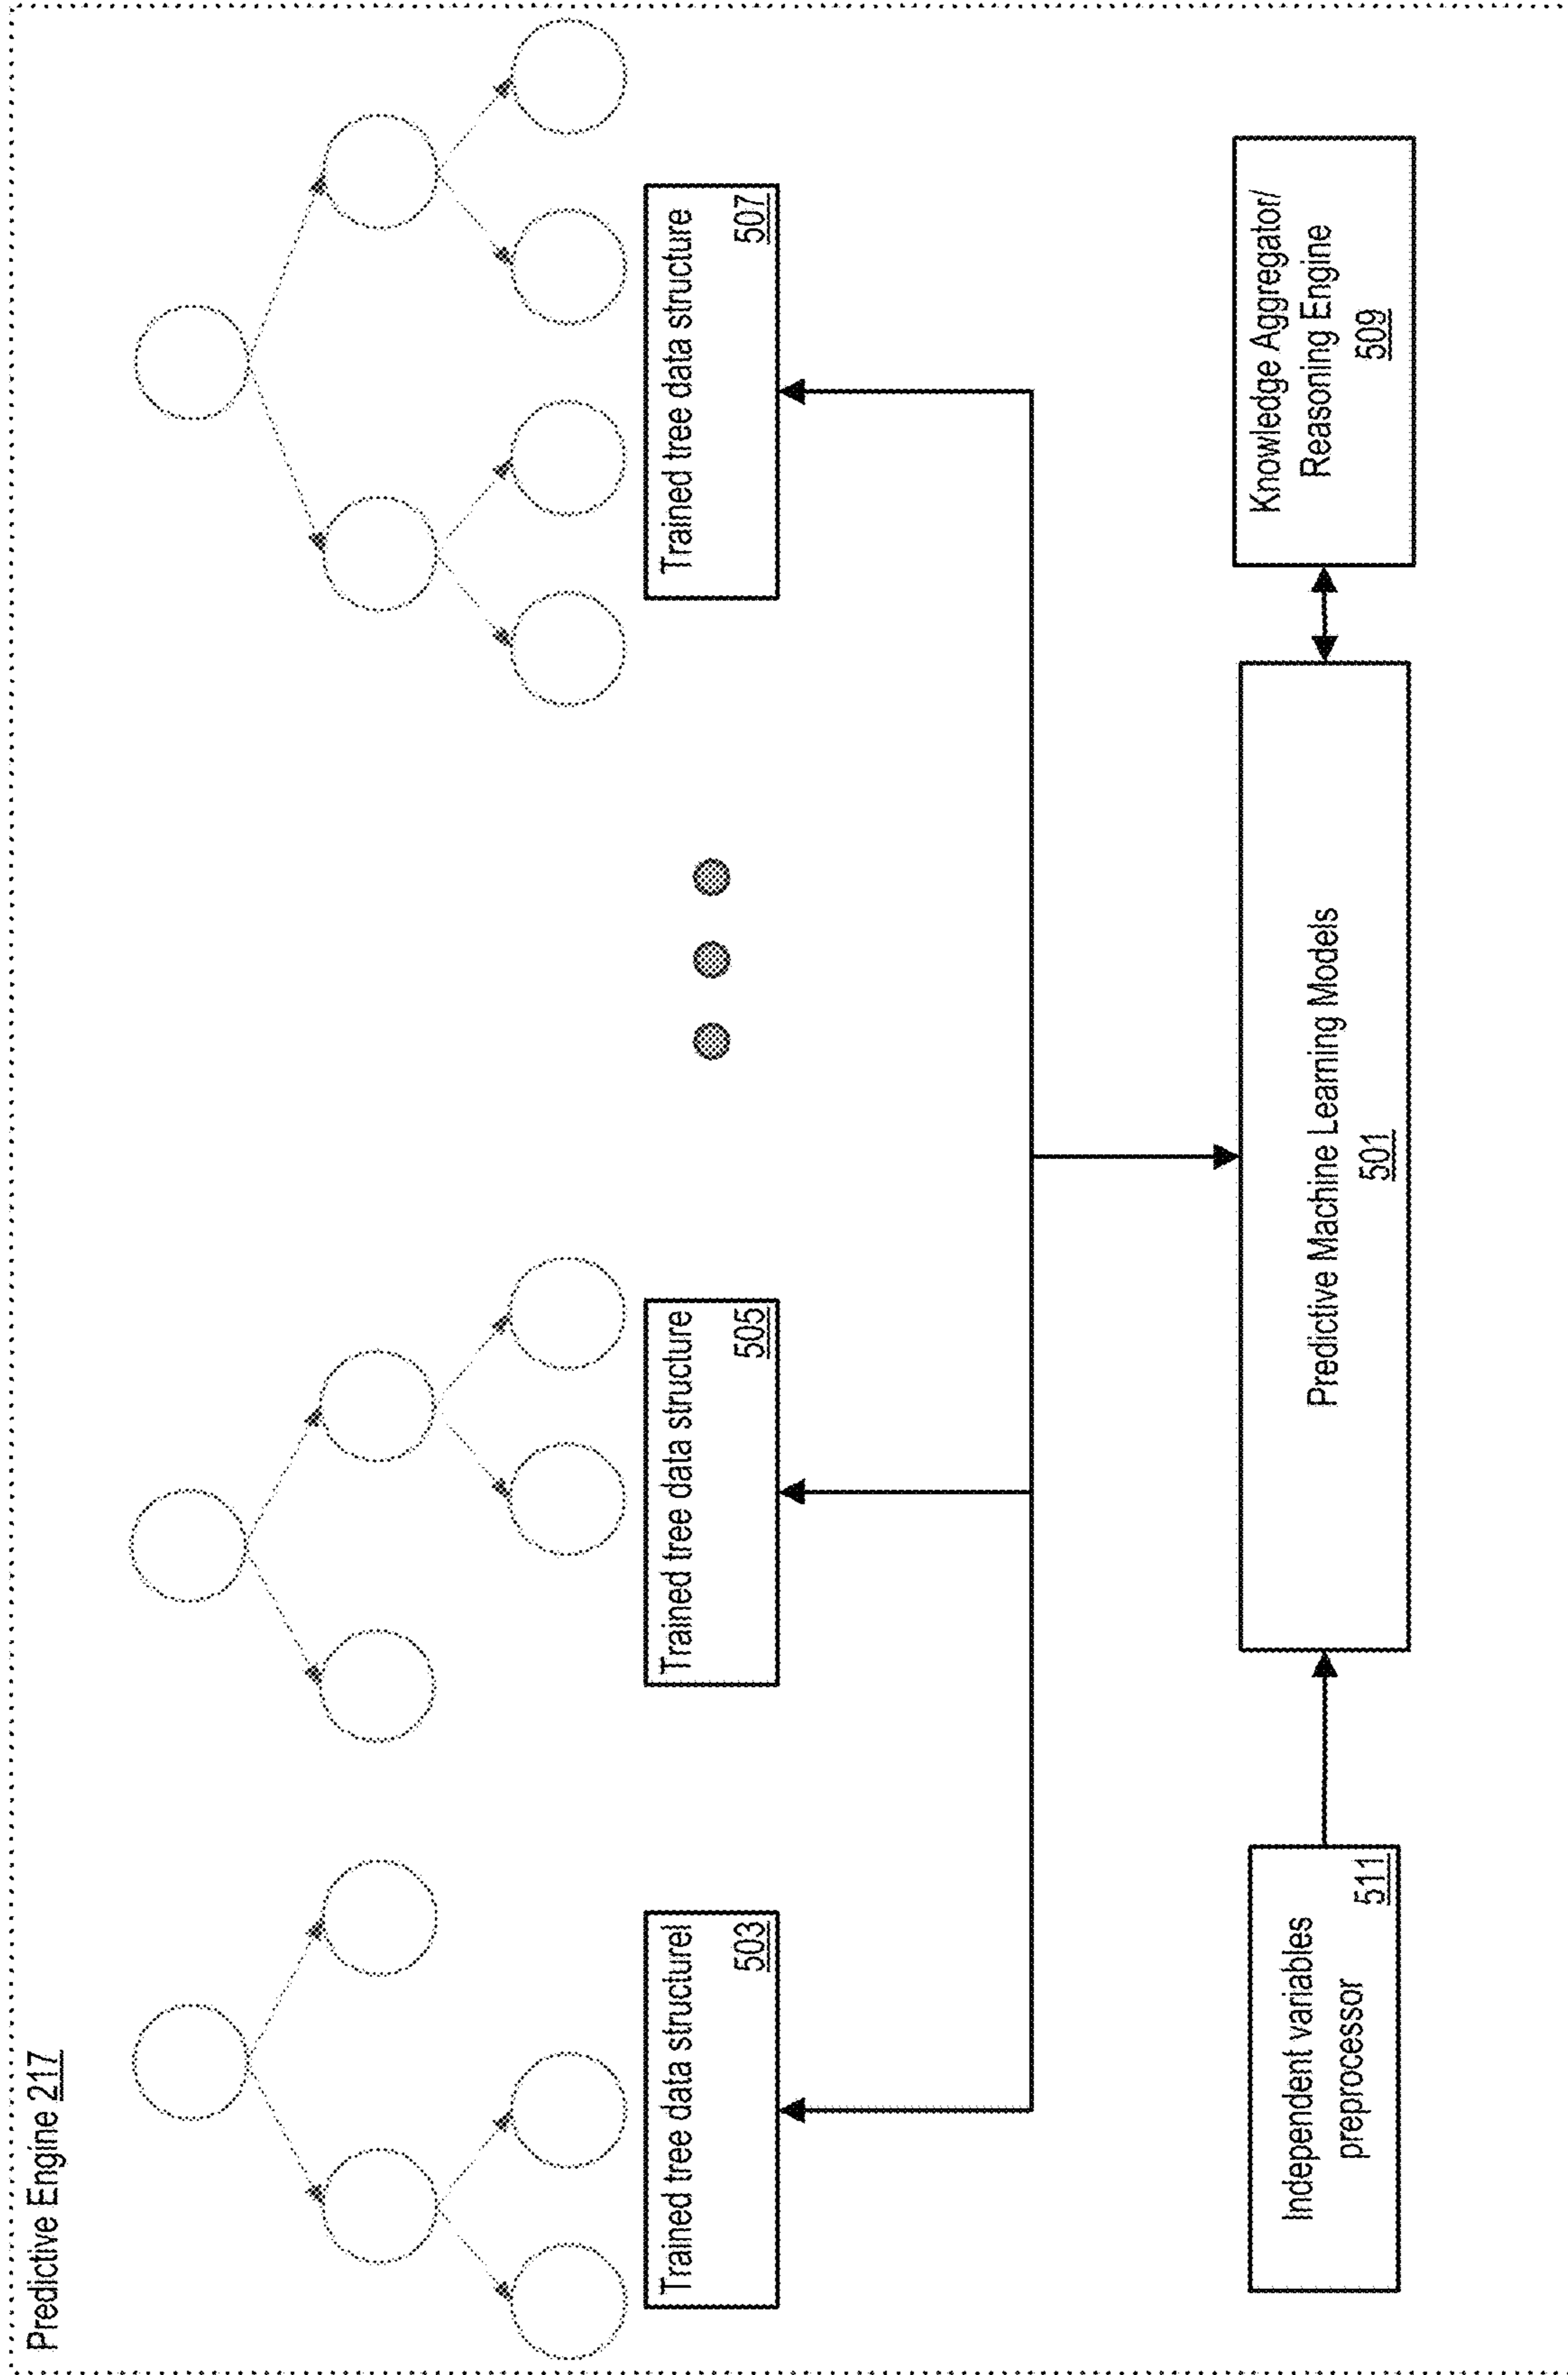 Predictive Engine 217
Trained tree data structurel
503
Trained tree data structure
505
Trained tree data structure
507
Independent variables
preprocessor
511
Predictive Machine Learning Models
501
Knowledge Aggregator/
Reasoning Engine
509